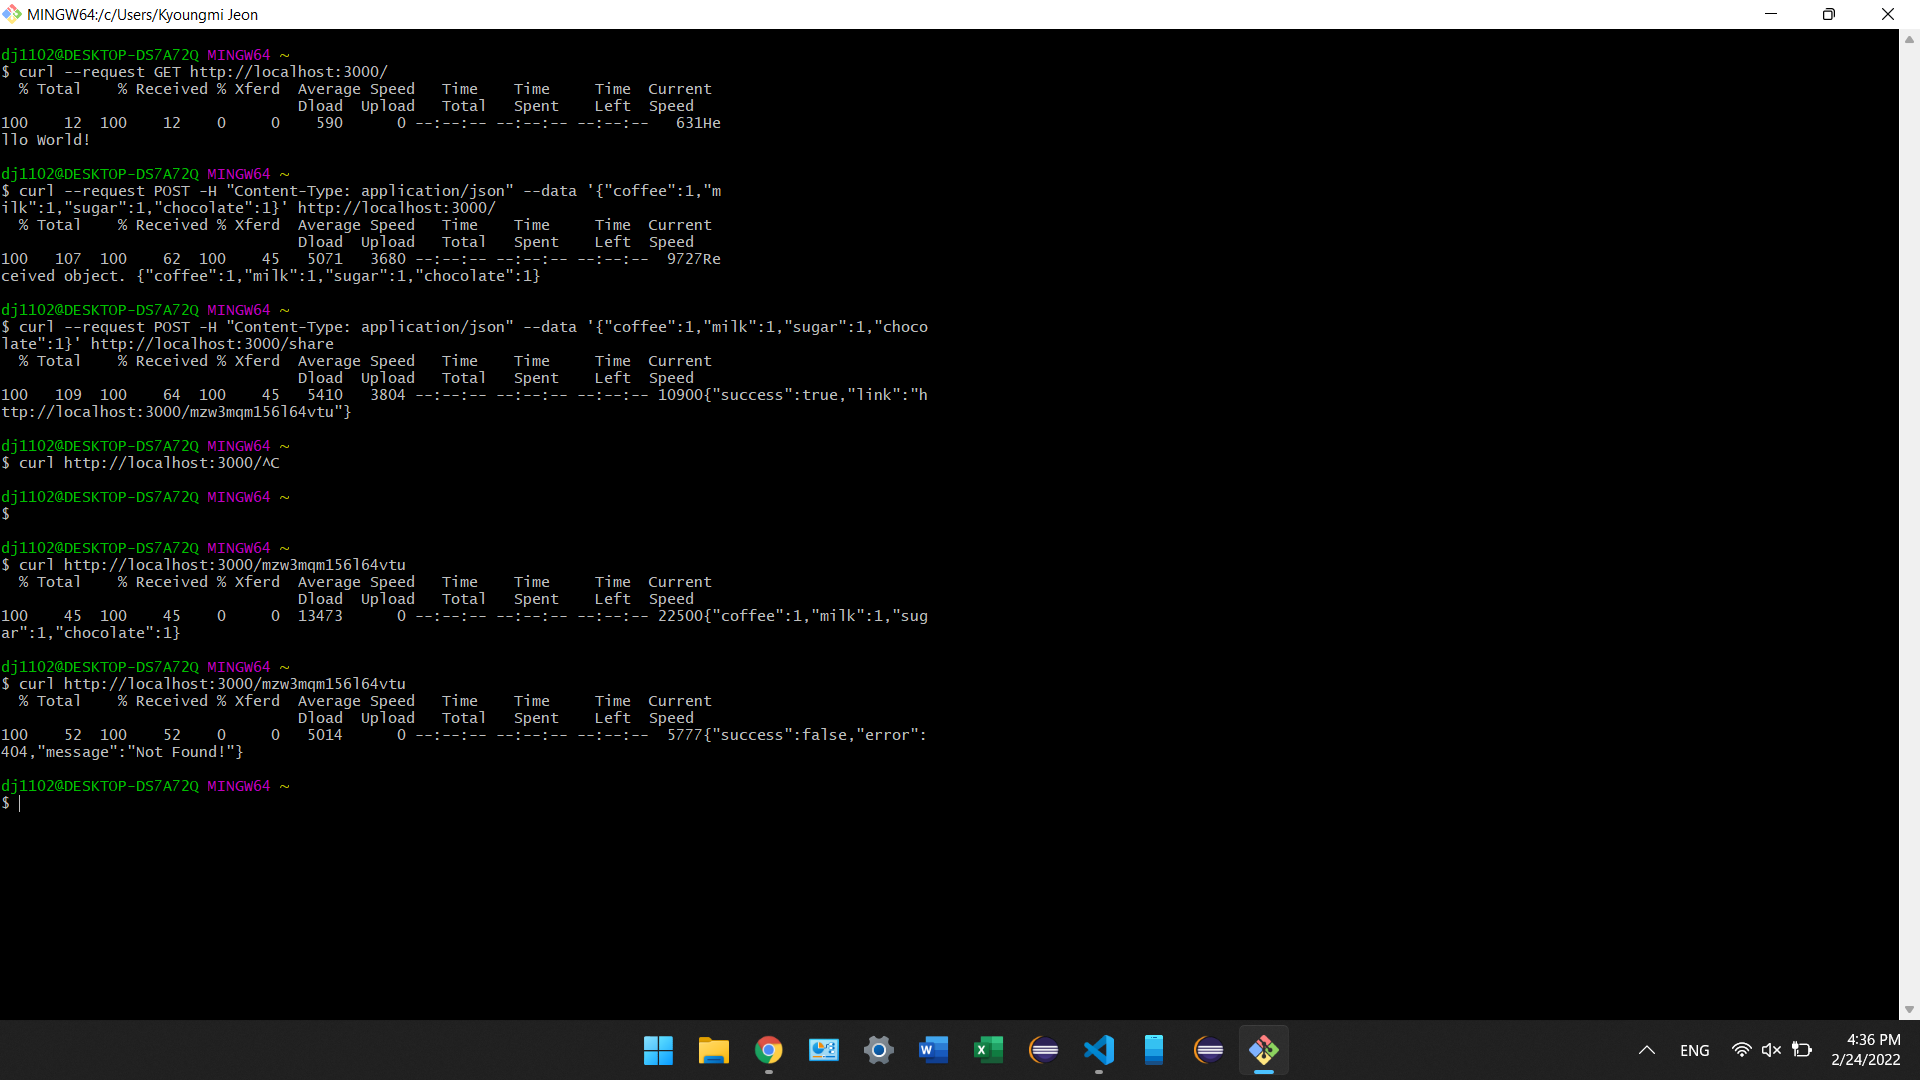 MINGW64:/c/Users/Kyoungmi Jeon
dj1102@DESKTOP-DS7A72Q MINGW64 ~
$ curl --request GET http://localhost:3000/
  % Total    % Received % Xferd  Average Speed   Time    Time     Time  Current
                                 Dload  Upload   Total   Spent    Left  Speed
100    12  100    12    0     0    590      0 --:--:-- --:--:-- --:--:--   631He
llo World!
dj1102@DESKTOP-DS7A72Q MINGW64 ~
$ curl --request POST -H "Content-Type: application/json" --data '{"coffee":1,"m
ilk":1,"sugar":1,"chocolate":1}' http://localhost:3000/
  % Total    % Received % Xferd  Average Speed   Time    Time     Time  Current
                                 Dload  Upload   Total   Spent    Left  Speed
100   107  100    62  100    45   5071   3680 --:--:-- --:--:-- --:--:--  9727Re
ceived object. {"coffee":1,"milk":1,"sugar":1,"chocolate":1}
dj1102@DESKTOP-DS7A72Q MINGW64 ~
$ curl --request POST -H "Content-Type: application/json" --data '{"coffee":1,"milk":1,"sugar":1,"choco
late":1}' http://localhost:3000/share
  % Total    % Received % Xferd  Average Speed   Time    Time     Time  Current
                                 Dload  Upload   Total   Spent    Left  Speed
100   109  100    64  100    45   5410   3804 --:--:-- --:--:-- --:--:-- 10900{"success":true,"link":"h
ttp://localhost:3000/mzw3mqm156l64vtu"}
dj1102@DESKTOP-DS7A72Q MINGW64 ~
$ curl http://localhost:3000/^C
dj1102@DESKTOP-DS7A72Q MINGW64 ~
$
dj1102@DESKTOP-DS7A72Q MINGW64 ~
$ curl http://localhost:3000/mzw3mqm156l64vtu
  % Total    % Received % Xferd  Average Speed   Time    Time     Time  Current
                                 Dload  Upload   Total   Spent    Left  Speed
100    45  100    45    0     0  13473      0 --:--:-- --:--:-- --:--:-- 22500{"coffee":1,"milk":1,"sug
ar":1,"chocolate":1}
dj1102@DESKTOP-DS7A72Q MINGW64 ~
$ curl http://localhost:3000/mzw3mqm156l64vtu
  % Total    % Received % Xferd  Average Speed   Time    Time     Time  Current
                                 Dload  Upload   Total   Spent    Left  Speed
100    52  100    52    0     0   5014      0 --:--:-- --:--:-- --:--:--  5777{"success":false,"error":
404,"message":"Not Found!"}
dj1102@DESKTOP-DS7A72Q MINGW64 ~
$
ENG
4:36 PM
2/24/2022